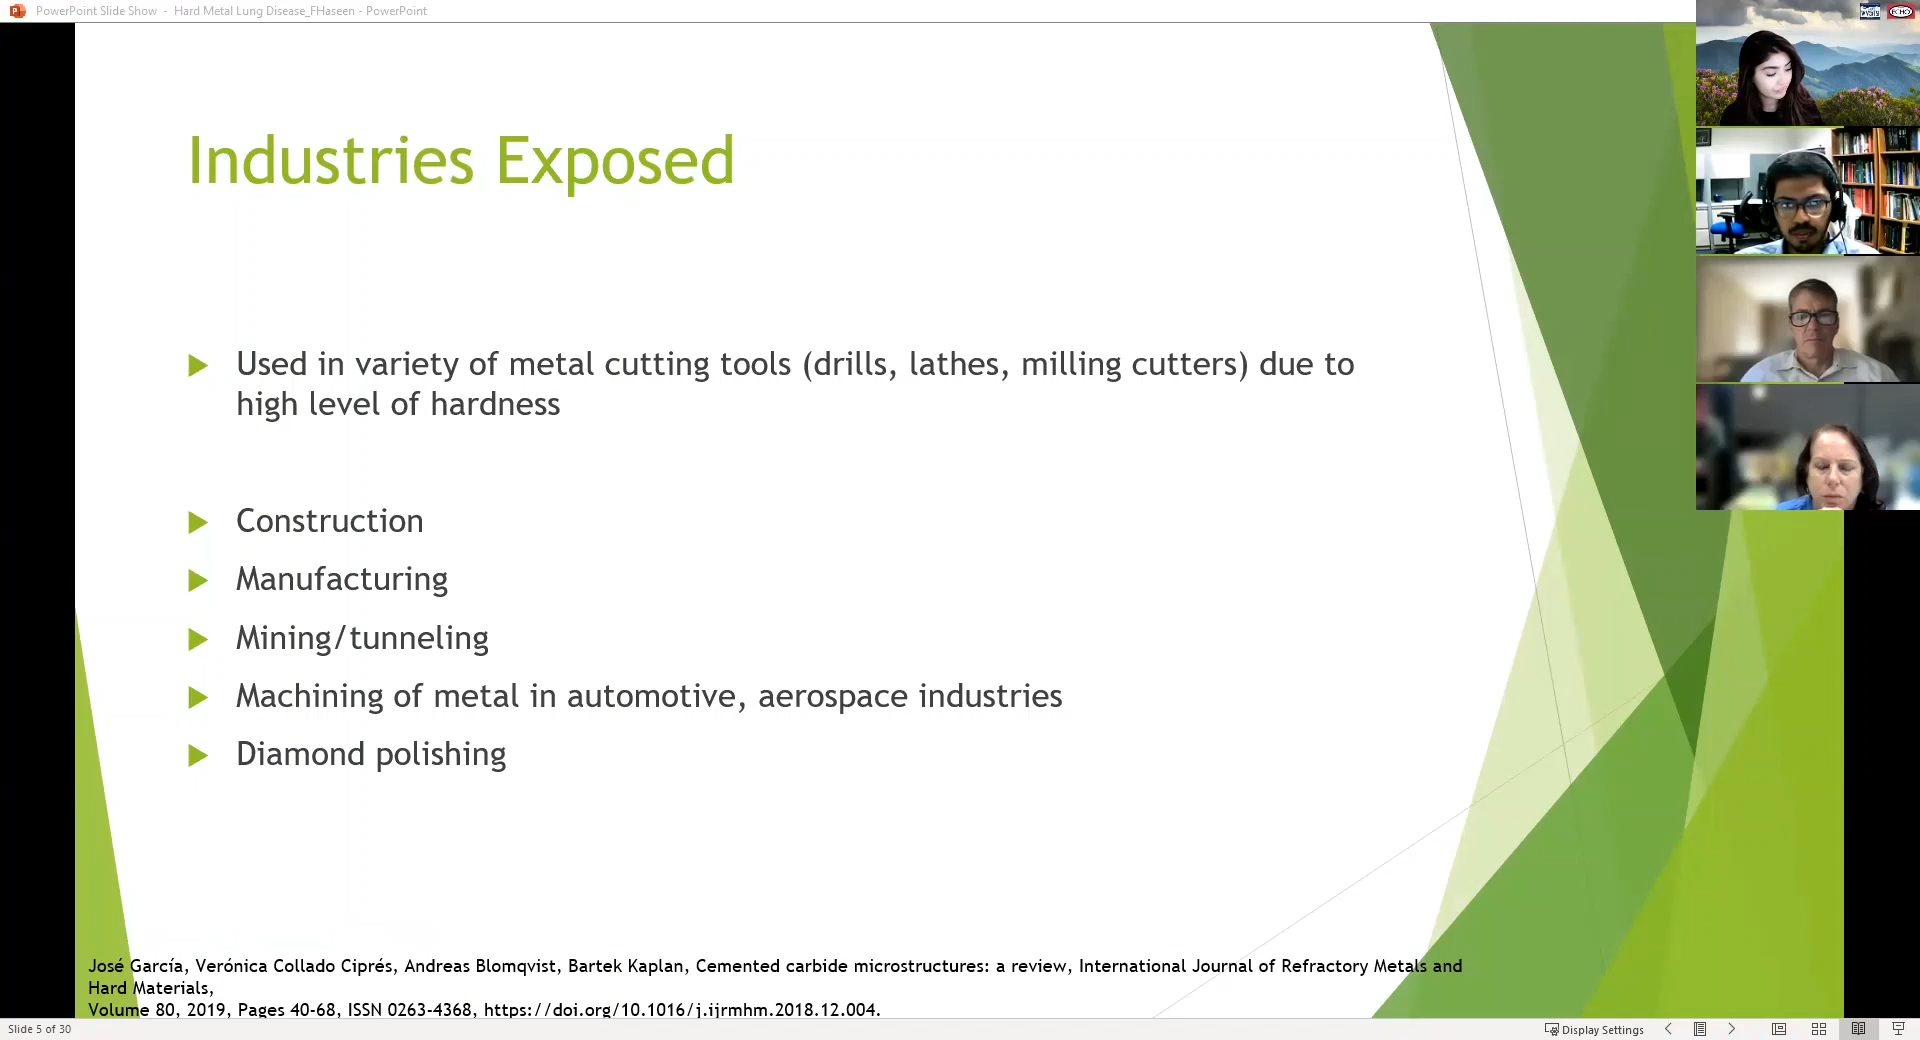 PowerPoint Slide Show - Hard Metal Lung Disease_FHaseen - PowerPoint
ECHO
Industries Exposed
Used in variety of metal cutting tools (drills, lathes, milling cutters) due to
high level of hardness
Construction
Manufacturing
Mining/tunneling
Machining of metal in automotive, aerospace industries
Diamond polishing
José García, Verónica Collado Ciprés, Andreas Blomqvist, Bartek Kaplan, Cemented carbide microstructures: a review, International Journal of Refractory Metals and
Hard Materials,
Volume 80, 2019, Pages 40-68, ISSN 0263-4368, https://doi.org/10.1016/j.ijrmhm.2018.12.004.
Slide 5 of 30
Display Settings